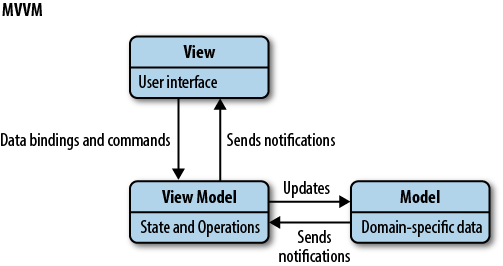 MVVM
View
User interface
Data bindings and commands
Sends notifications
View Model
State and Operations
Updates
Sends
notifications
Model
Domain-specific data